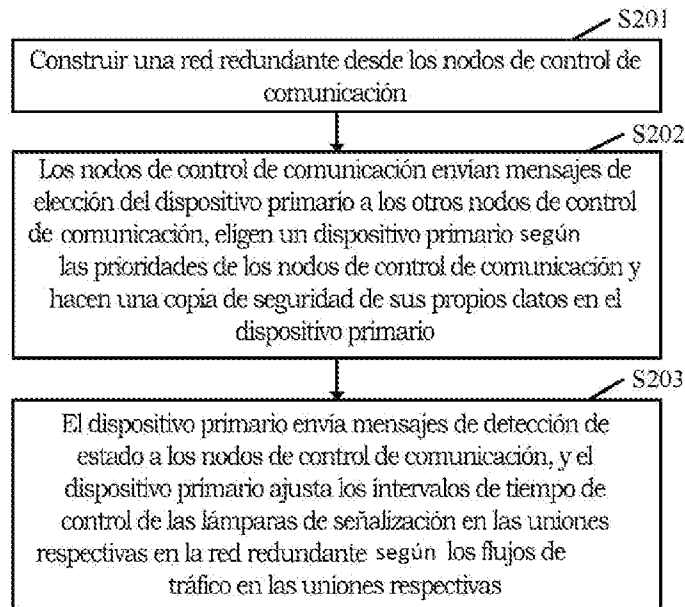 S201
Construir una red redundante desde los nodos de control de
comunicación
S202
Los nodos de control de comunicación envían mensajes de
elección del dispositivo primario a los otros nodos de control
de comunicación, eligen un dispositivo primario según
las prioridades de los nodos de control de comunicación y
hacen una copia de seguridad de sus propios datos en el
dispositivo primario
S203
El dispositivo primario envía mensajes de detección de
estado a los nodos de control de comunicación, y el
dispositivo primario ajusta los intervalos de tiempo de
control de las lámparas de señalización en las uniones
respectivas en la red redundante según los flujos de
tráfico en las uniones respectivas